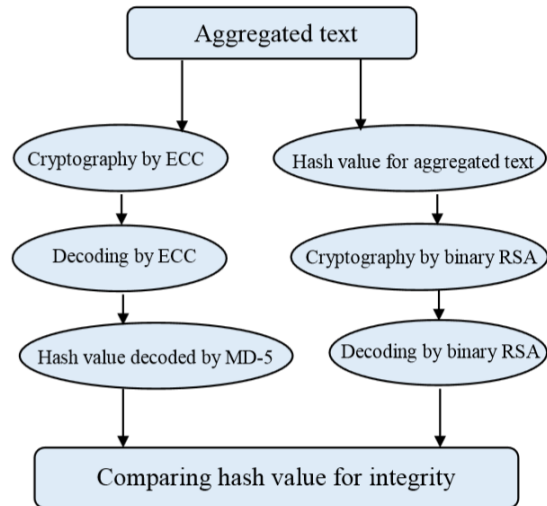 Aggregated text
Cryptography by ECC
Hash value for aggregated text
Decoding by ECC
Cryptography by binary RSA
Hash value decoded by MD-5
Decoding by binary RSA
Comparing hash value for integrity